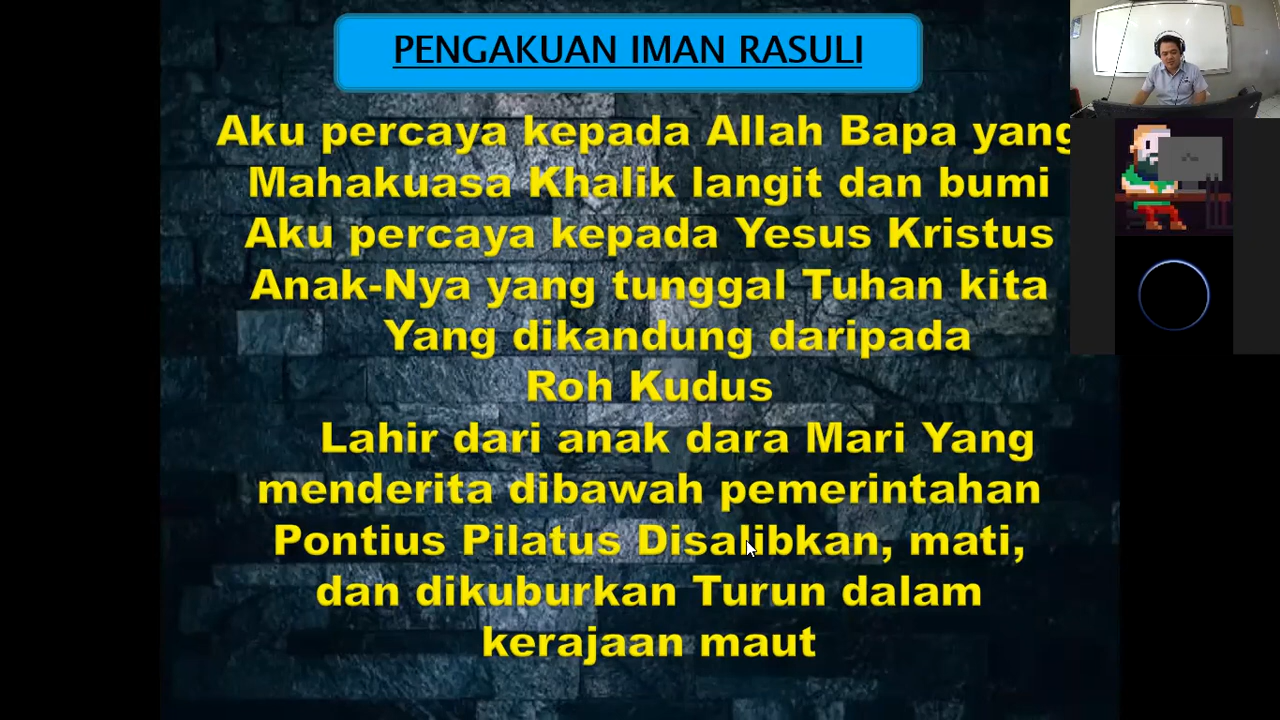 PENGAKUAN IMAN RASULI
Aku percaya kepada Allah Bapa yang
Mahakuasa Khalik langit dan bumi
Aku percaya kepada Yesus Kristus
Anak-Nya yang tunggal Tuhan kita
Yang dikandung daripada
Roh Kudus
Lahir dari anak dara Mari Yang
menderita dibawah pemerintahan
Pontius Pilatus Disalibkan, mati,
dan dikuburkan Turun dalam
kerajaan maut